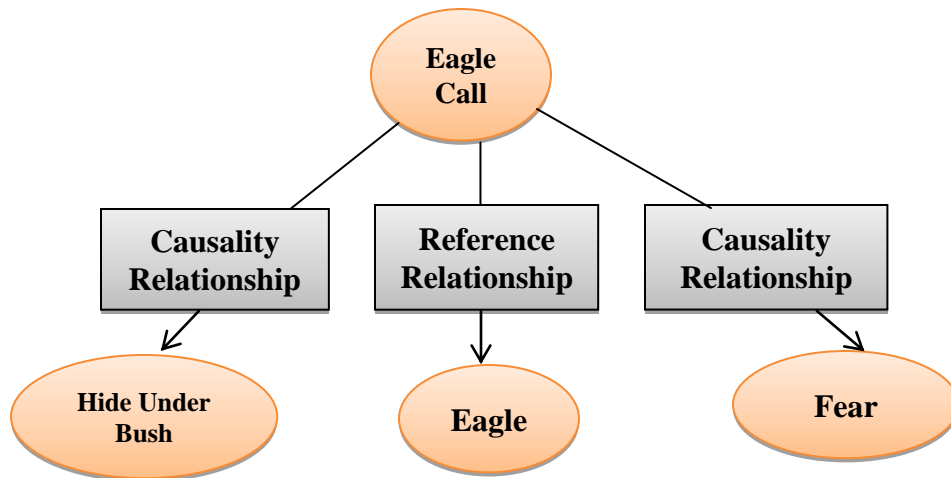 Eagle
Call
Causality
Relationship
Reference
Relationship
Causality
Relationship
Hide Under
Bush
Eagle
Fear